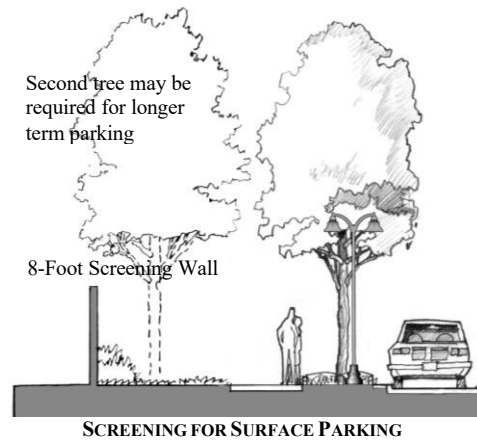 Second tree may be
required for longer
term parking
8-Foot Screening Wall
SCREENING FOR SURFACE PARKING